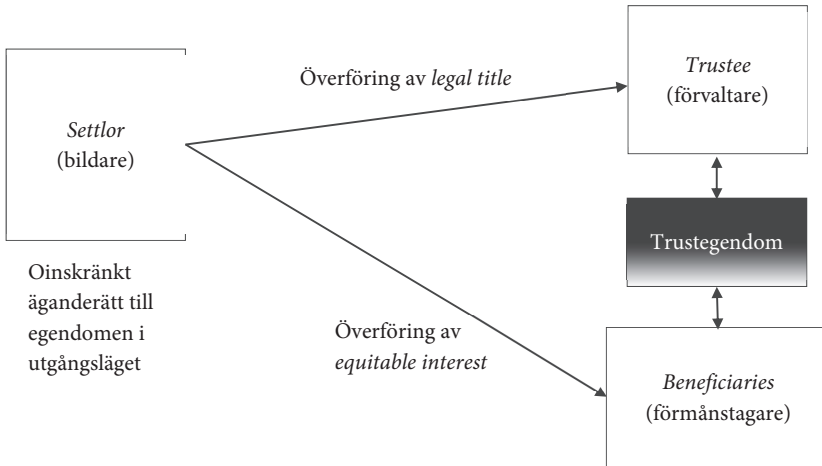 Settlor
(bildare)
Oinskränkt
äganderätt till
egendomen i
utgångsläget
Överföring av legal title
Överföring av
equitable interest
Trustee
(förvaltare)
Trustegendom
Beneficiaries
(förmånstagare)